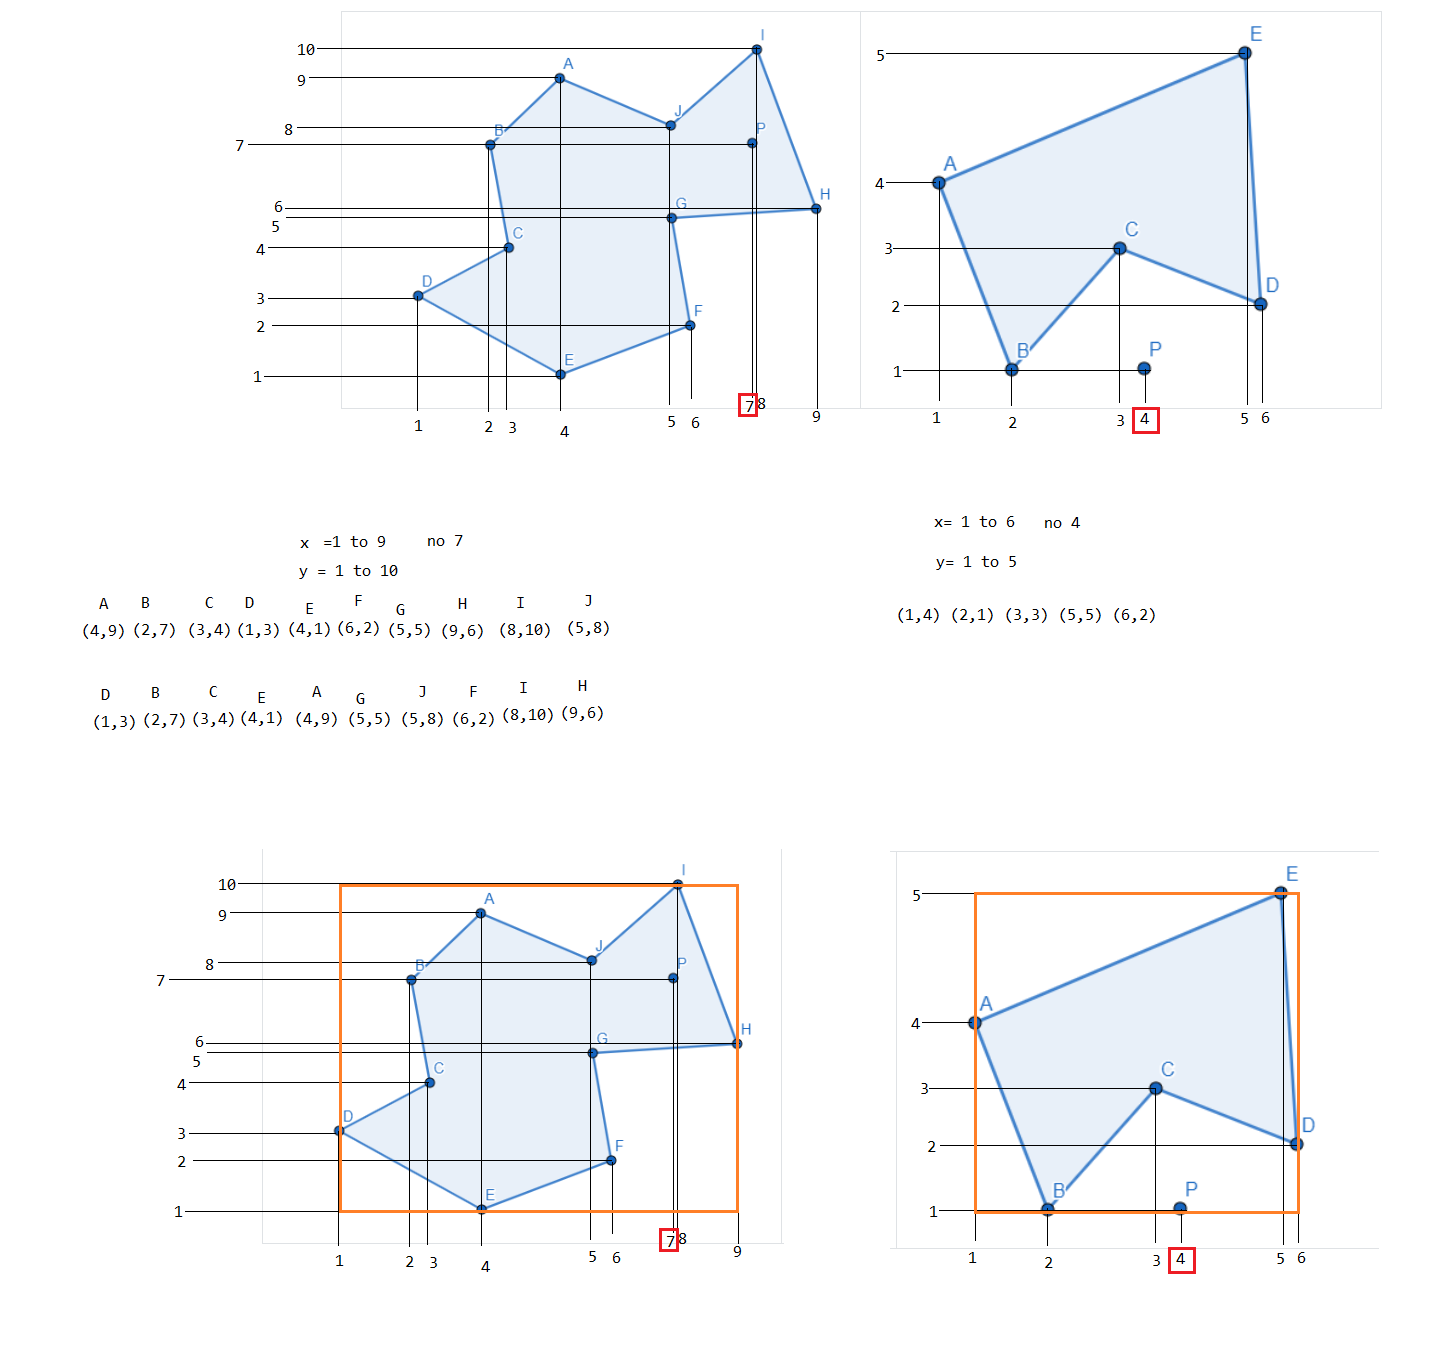 I
E
10
5
A
9
J
8
B
P
7
A
4
H
6
G
5
C
C
4
3
D
D
3
2
F
2
E
B
P
1
1
1 2 3 4 5 6 7 8 9
1 2 3 4 5 6
x =1 to 9 no 7
y = 1 to 10
x= 1 to 6 no 4
y= 1 to 5
A B C D E F G H I J
(4,9) (2,7) (3,4) (1,3) (4,1) (6,2) (5,5) (9,6) (8,10) (5,8)
(1,4) (2,1) (3,3) (5,5) (6,2)
D B C E A G J F I H
(1,3) (2,7) (3,4) (4,1) (4,9) (5,5) (5,8) (6,2) (8,10) (9,6)
I
E
10
5
A
9
J
8
B
P
7
A
4
H
6
G
5
C
C
4
3
D
D
3
2
F
2
E
B
P
1
1
1 2 3 4 5 6 7 8 9
1 2 3 4 5 6